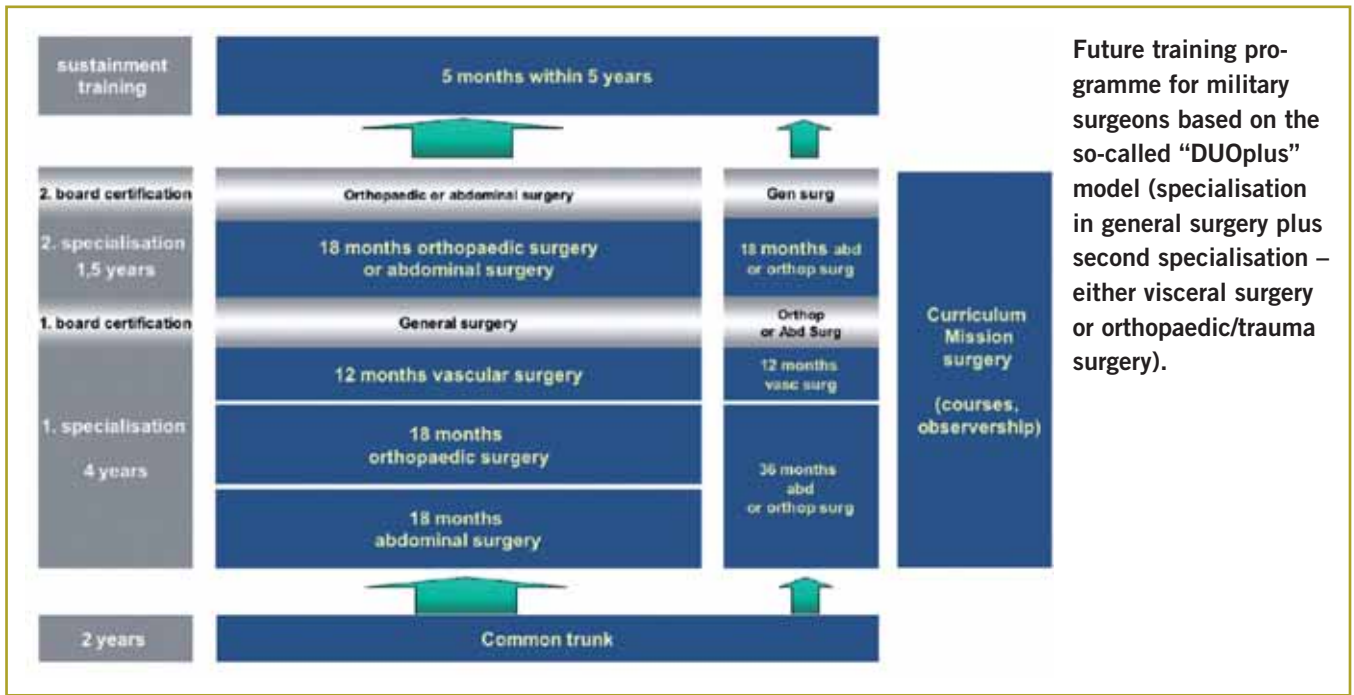 sustainment
training
5 months within 5 years
2. board certification
Orthopaedic or abdominal surgery
Gen surg
2. specialisation
1,5 years
18 months orthopaedic surgery
or abdominal surgery
18 months abd
or orthop surg
1. board certification
General surgery
Orthop
or Abd Surg
12 months vascular surgery
12 months
vasc surg
1. specialisation
4 years
18 months
orthopaedic surgery
36 months
abd
or orthop surg
18 months
abdominal surgery
Curriculum
Mission
surgery
(courses,
observership)
2 years
Common trunk
Future training pro-
gramme for military
surgeons based on the
so-called “DUOplus”
model (specialisation
in general surgery plus
second specialisation –
either visceral surgery
or orthopaedic/trauma
surgery).